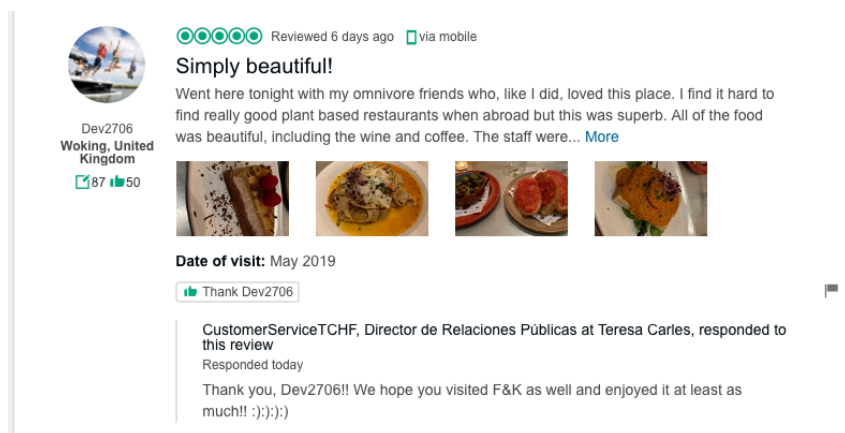 Reviewed 6 days ago via mobile
Simply beautiful!
Went here tonight with my omnivore friends who, like I did, loved this place. I find it hard to
find really good plant based restaurants when abroad but this was superb. All of the food
was beautiful, including the wine and coffee. The staff were... More
Dev2706
Woking, United
Kingdom
87 50
Date of visit: May 2019
Thank Dev2706
CustomerServiceTCHF, Director de Relaciones Públicas at Teresa Carles, responded to
this review
Responded today
Thank you, Dev2706!! We hope you visited F&K as well and enjoyed it at least as
much!! :):):):)